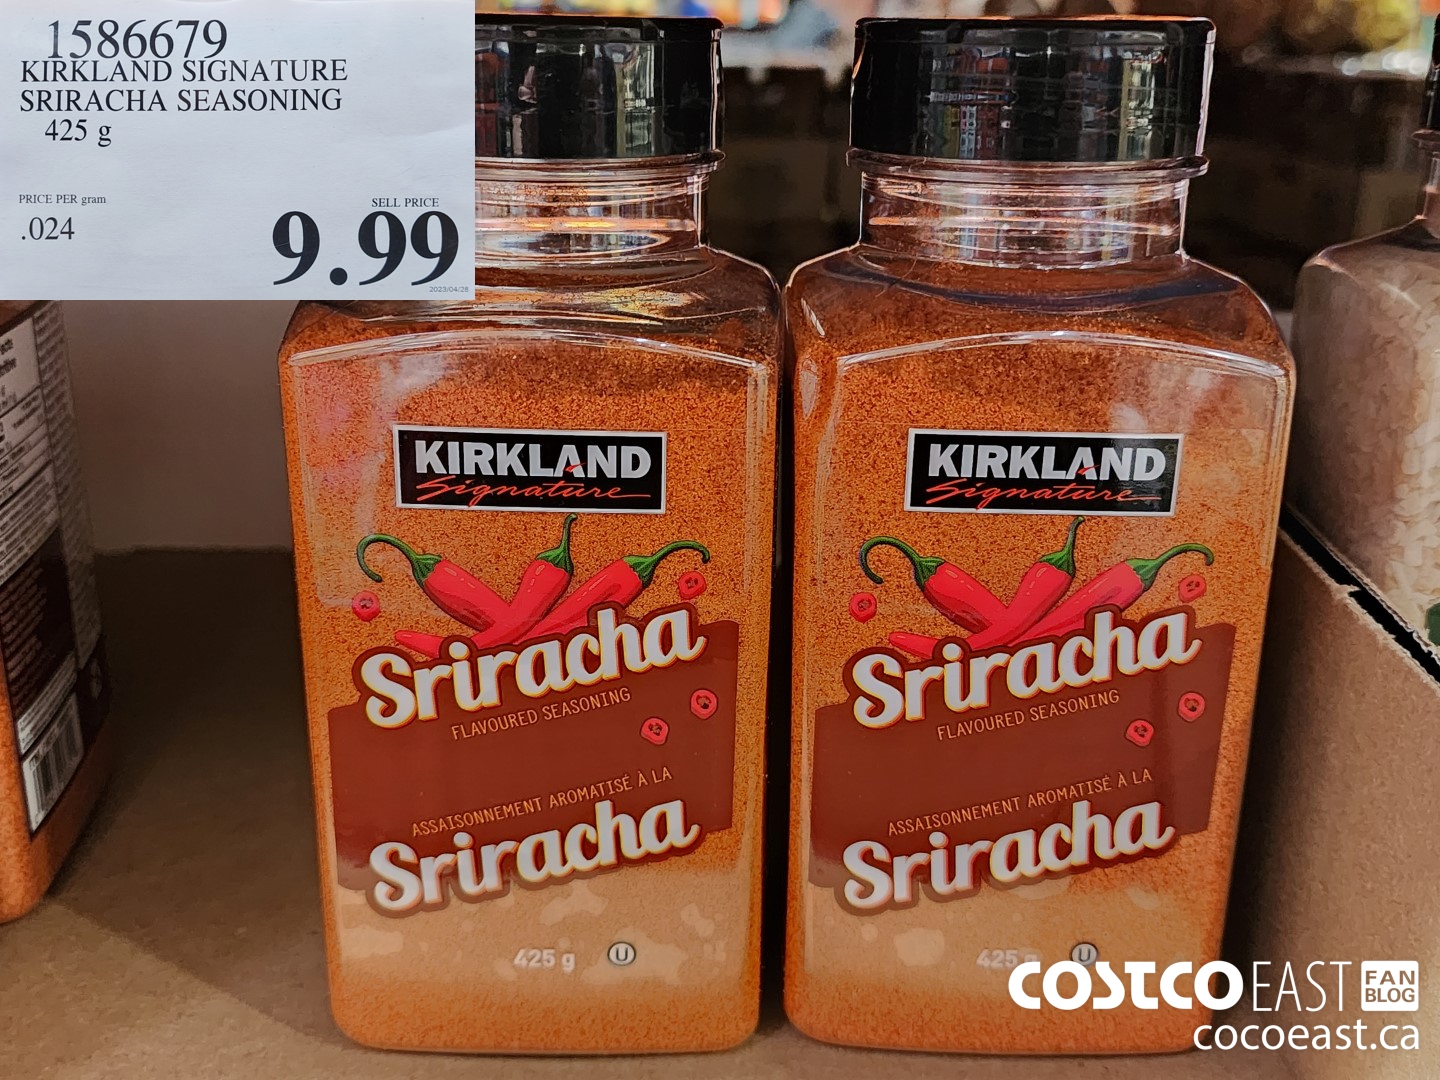 1586679
KIRKLAND SIGNATURE
SRIRACHA SEASONING
425 g
PRICE PER gram
.024
SELL PRICE
9.99
2023/04/28
KIRKLAND
Signature
Sriracha
FLAVOURED SEASONING
ASSAISONNEMENT AROMATISÉ À LA
Sriracha
425 g
U
KIRKLAND
Signature
Sriracha
FLAVOURED SEASONING
ASSAISONNEMENT AROMATISÉ À LA
Sriracha
425 g
U
COSTCO EAST FAN BLOG
cocoeast.ca